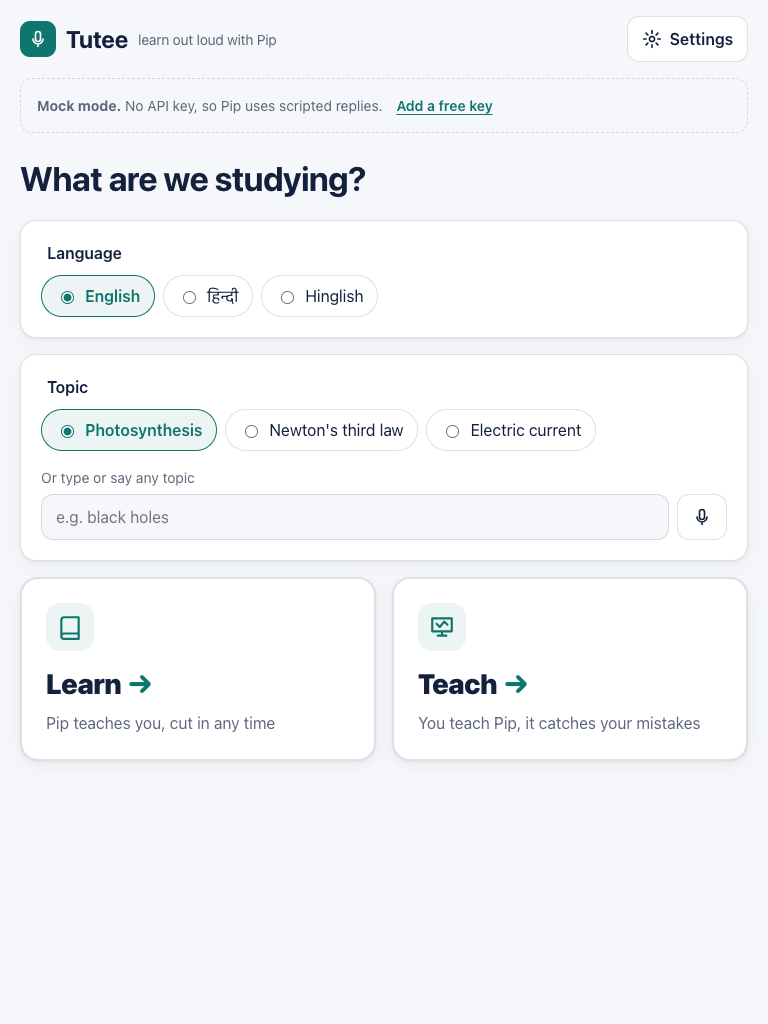 Tutee learn out loud with Pip
Settings
Mock mode. No API key, so Pip uses scripted replies. Add a free key
What are we studying?
Language
English
हिन्दी
Hinglish
Topic
Photosynthesis
Newton's third law
Electric current
Or type or say any topic
e.g. black holes
Learn →
Pip teaches you, cut in any time
Teach →
You teach Pip, it catches your mistakes